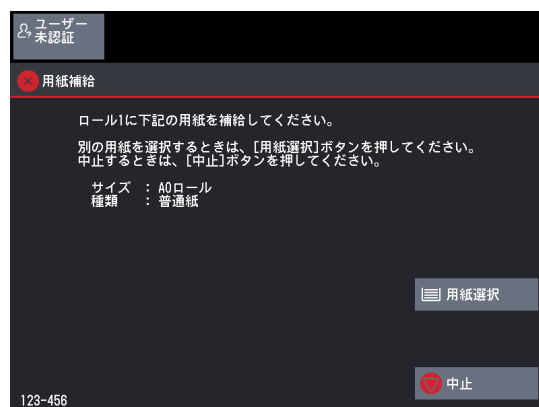 ユーザー
未認証
用紙補給
ロール1に下記の用紙を補給してください。
別の用紙を選択するときは、[用紙選択]ボタンを押してください。
中止するときは、[中止]ボタンを押してください。
サイズ : A0ロール
種類 : 普通紙
用紙選択
中止
123-456